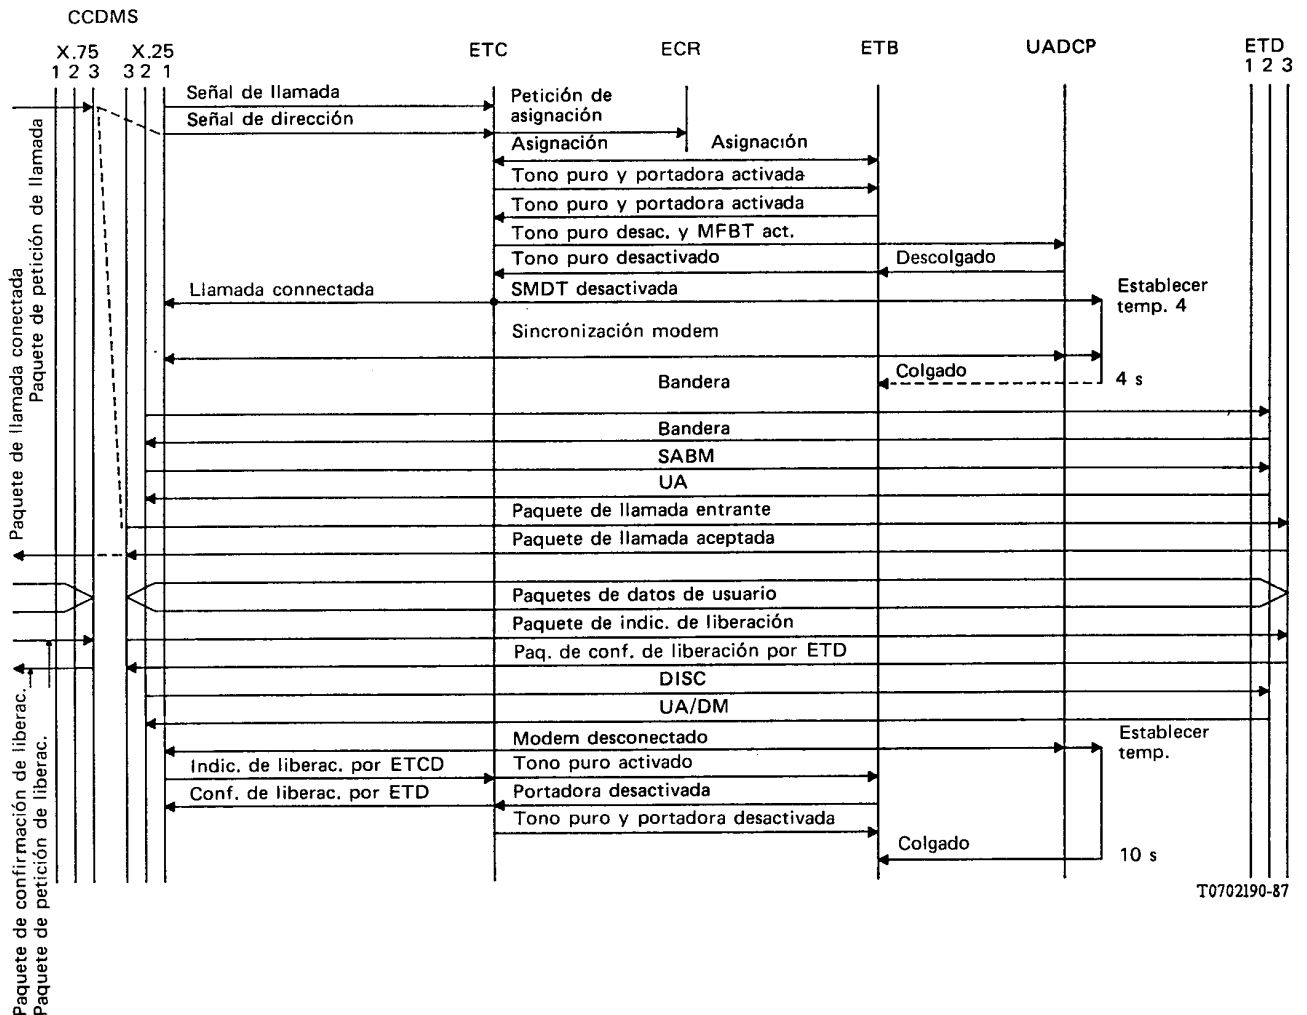 CCDMS
X.75 X.25 ETC ECR ETB UADCP ETD
1 2 3 3 2 1 1 2 3
Señal de llamada
Petición de
asignación
Señal de dirección
Asignación Asignación
Tono puro y portadora activada
Tono puro y portadora activada
Tono puro desac. y MFBT act.
Tono puro desactivado Descolgado
Llamada connectada SMDT desactivada Establecer
temp. 4
Sincronización modem
Colgado 4 s
Bandera
Bandera
SABM
UA
Paquete de llamada entrante
Paquete de llamada aceptada
Paquetes de datos de usuario
Paquete de indic. de liberación
Paq. de conf. de liberación por ETD
DISC
UA/DM
Modem desconectado Establecer
temp.
Indic. de liberac. por ETCD Tono puro activado
Conf. de liberac. por ETD Portadora desactivada
Tono puro y portadora desactivada
Colgado 10 s
T0702190-87
Paquete de llamada conectada
Paquete de petición de llamada
Paquete de confirmación de liberac.
Paquete de petición de liberac.